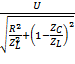 U
√(R²/Z_L² + (1 − Z_C/Z_L)²)